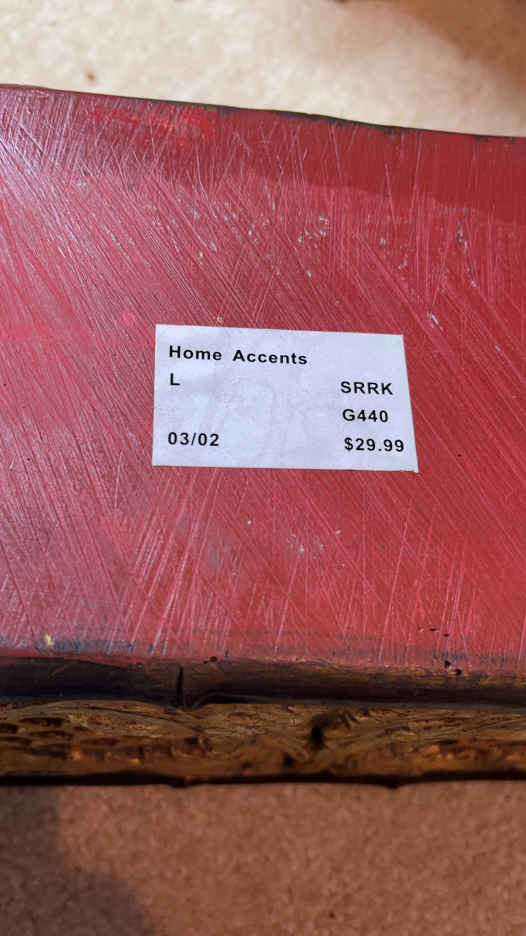 Home Accents
L
SRRK
G440
03/02 $29.99